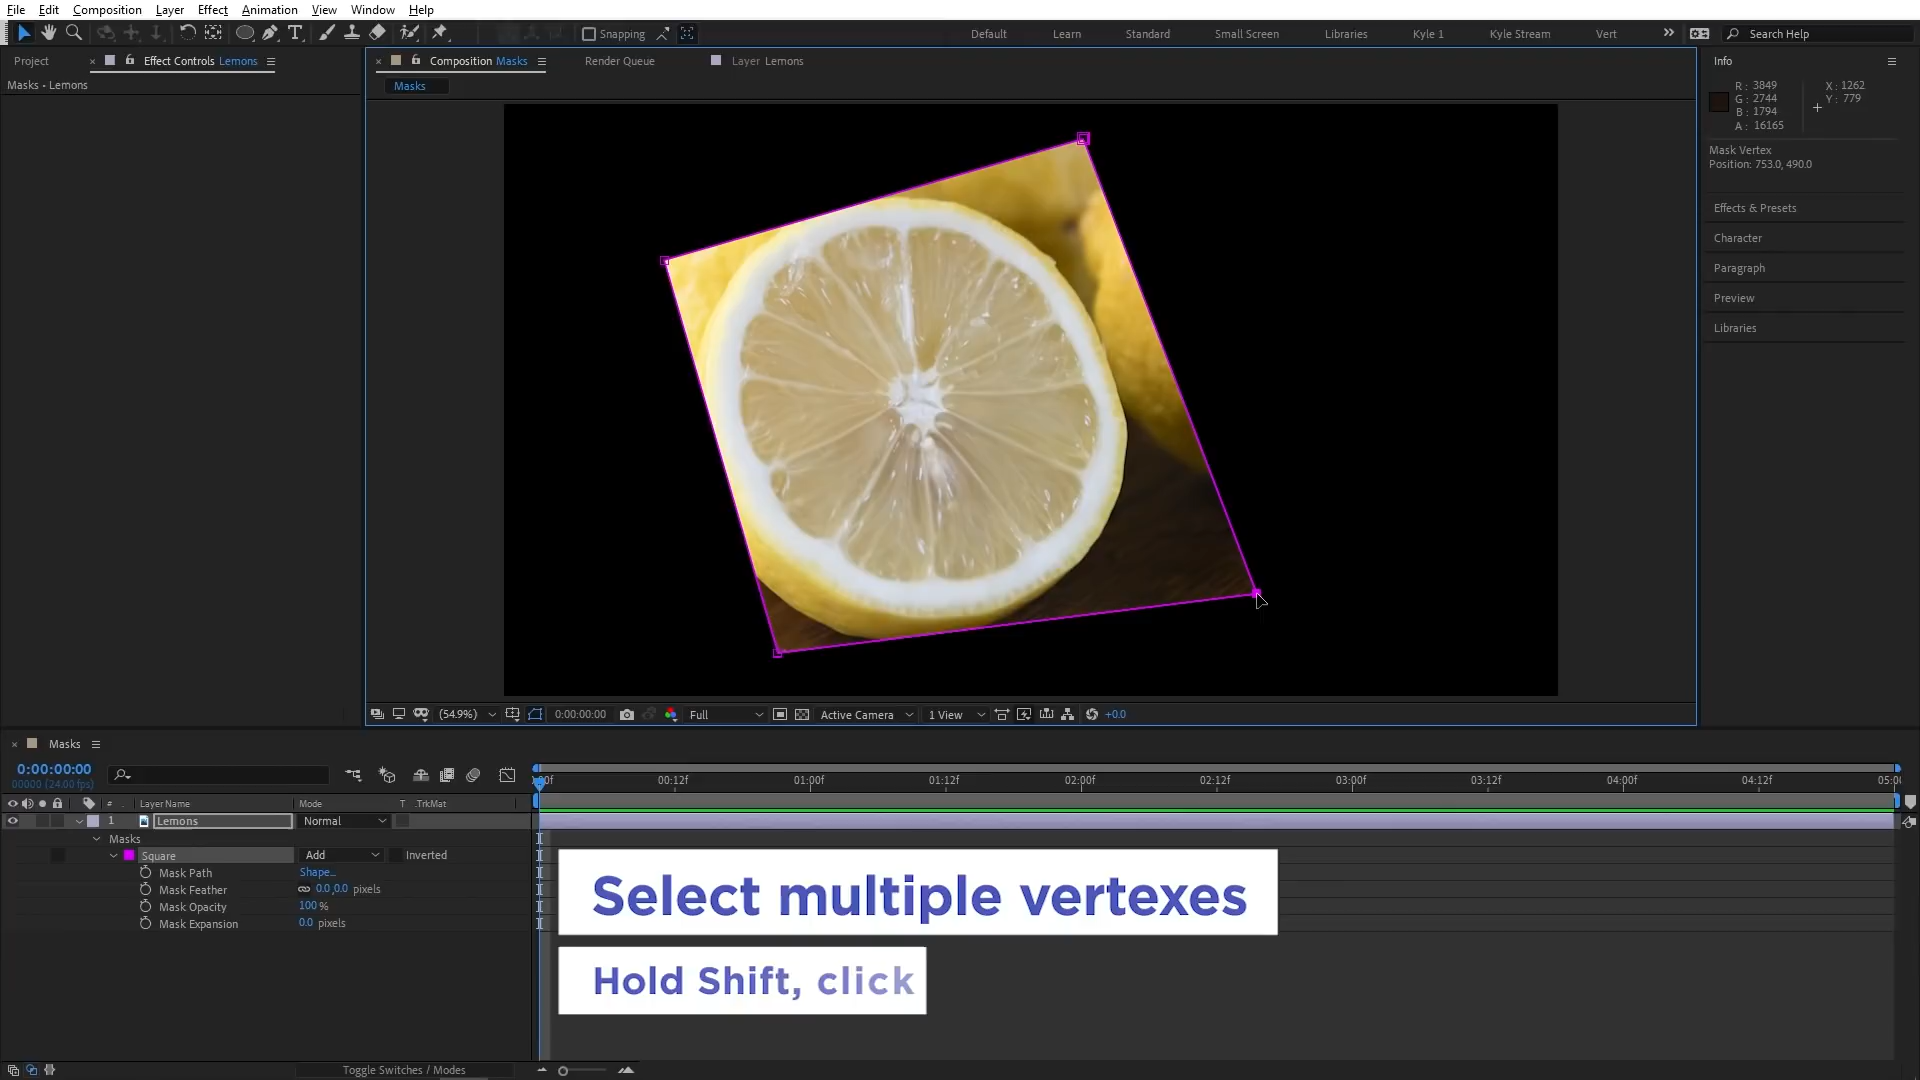 File Edit Composition Layer Effect Animation View Window Help
Snapping Default Learn Standard Small Screen Libraries Kyle 1 Kyle Stream Vert Search Help
Project Effect Controls Lemons
Masks • Lemons
Composition Masks Render Queue Layer Lemons
Masks
Info
R: 3849 X: 1262
G: 2744 Y: 779
B: 1794
A: 16165
Mask Vertex
Position: 753.0, 490.0
Effects & Presets
Character
Paragraph
Preview
Libraries
(54.9%) 0:00:00:00 Full Active Camera 1 View +0.0
Masks
0:00:00:00
00000 (24.00 fps)
# Layer Name Mode T .TrkMat
00:12f 01:00f 01:12f 02:00f 02:12f 03:00f 03:12f 04:00f 04:12f
1 Lemons Normal
Masks
Square Add Inverted
Mask Path Shape...
Mask Feather 0.0,0.0 pixels
Mask Opacity 100 %
Mask Expansion 0.0 pixels
Select multiple vertexes
Hold Shift, click
Toggle Switches / Modes